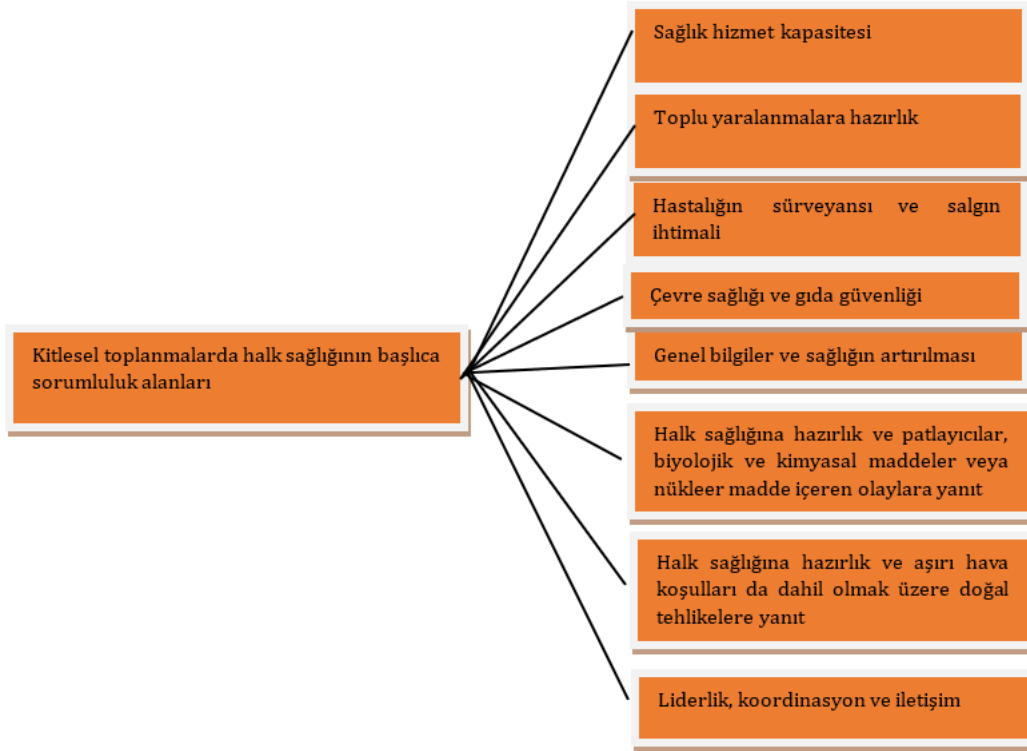 Sağlık hizmet kapasitesi
Toplu yaralanmalara hazırlık
Hastalığın sürveyansı ve salgın
ihtimali
Çevre sağlığı ve gıda güvenliği
Kitlesel toplanmalarda halk sağlığının başlıca
sorumluluk alanları
Genel bilgiler ve sağlığın artırılması
Halk sağlığına hazırlık ve patlayıcılar,
biyolojik ve kimyasal maddeler veya
nükleer madde içeren olaylara yanıt
Halk sağlığına hazırlık ve aşırı hava
koşulları da dahil olmak üzere doğal
tehlikelere yanıt
Liderlik, koordinasyon ve iletişim